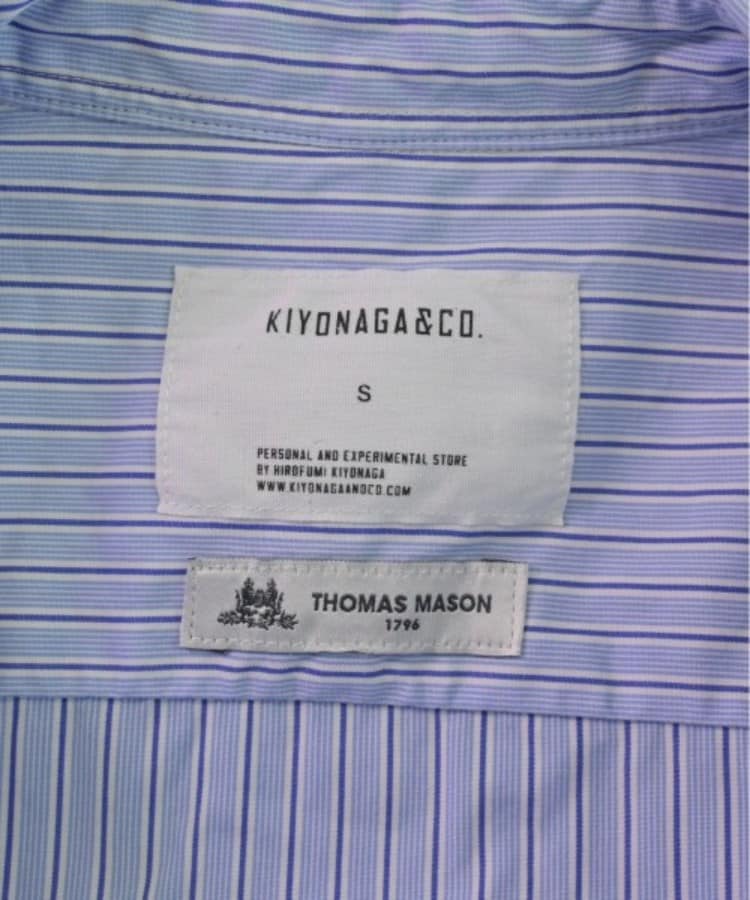 KIYONAGA&CO.
S
PERSONAL AND EXPERIMENTAL STORE
BY HIROFUMI KIYONAGA
WWW.KIYONAGAANDCO.COM
THOMAS MASON
1796